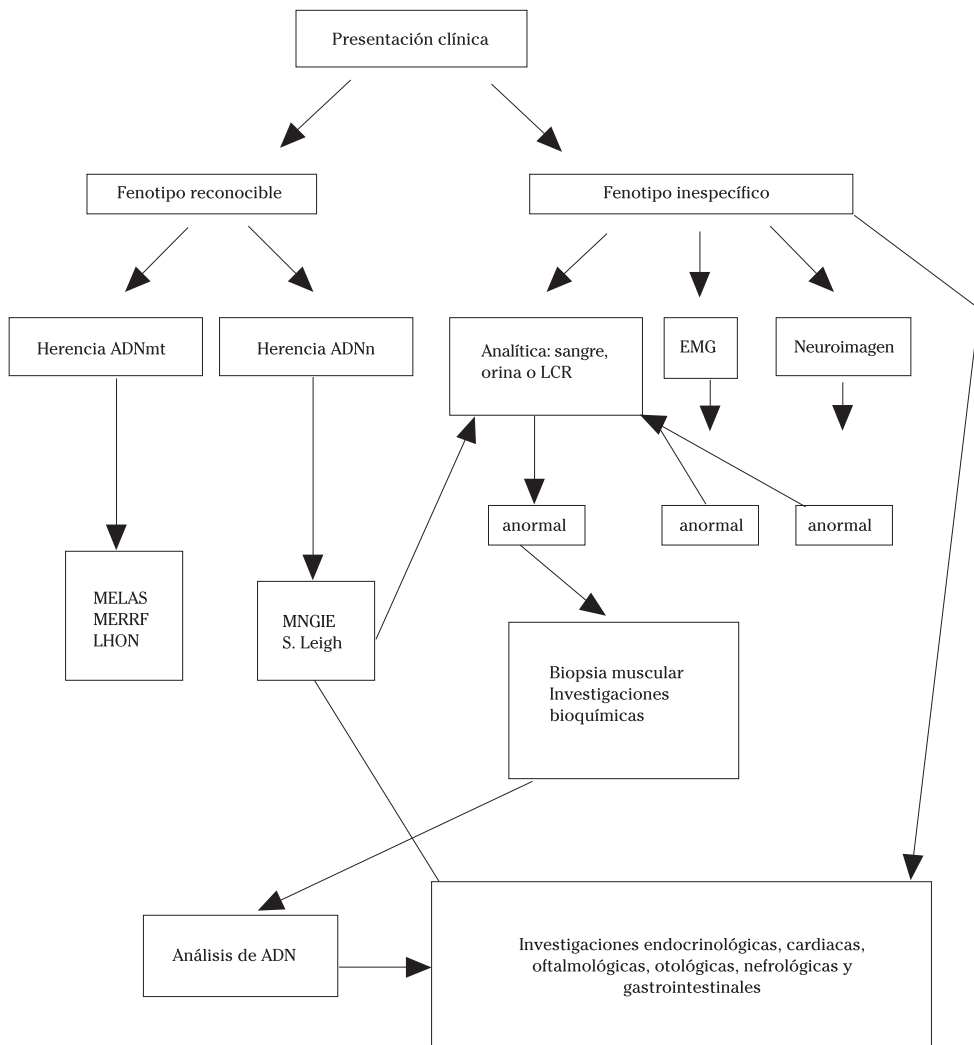 Presentación clínica
Fenotipo reconocible
Fenotipo inespecífico
Herencia ADNmt
Herencia ADNn
Analítica: sangre,
orina o LCR
EMG
Neuroimagen
anormal
anormal
anormal
MELAS
MERRF
LHON
MNGIE
S. Leigh
Biopsia muscular
Investigaciones
bioquímicas
Análisis de ADN
Investigaciones endocrinológicas, cardiacas,
oftalmológicas, otológicas, nefrológicas y
gastrointestinales